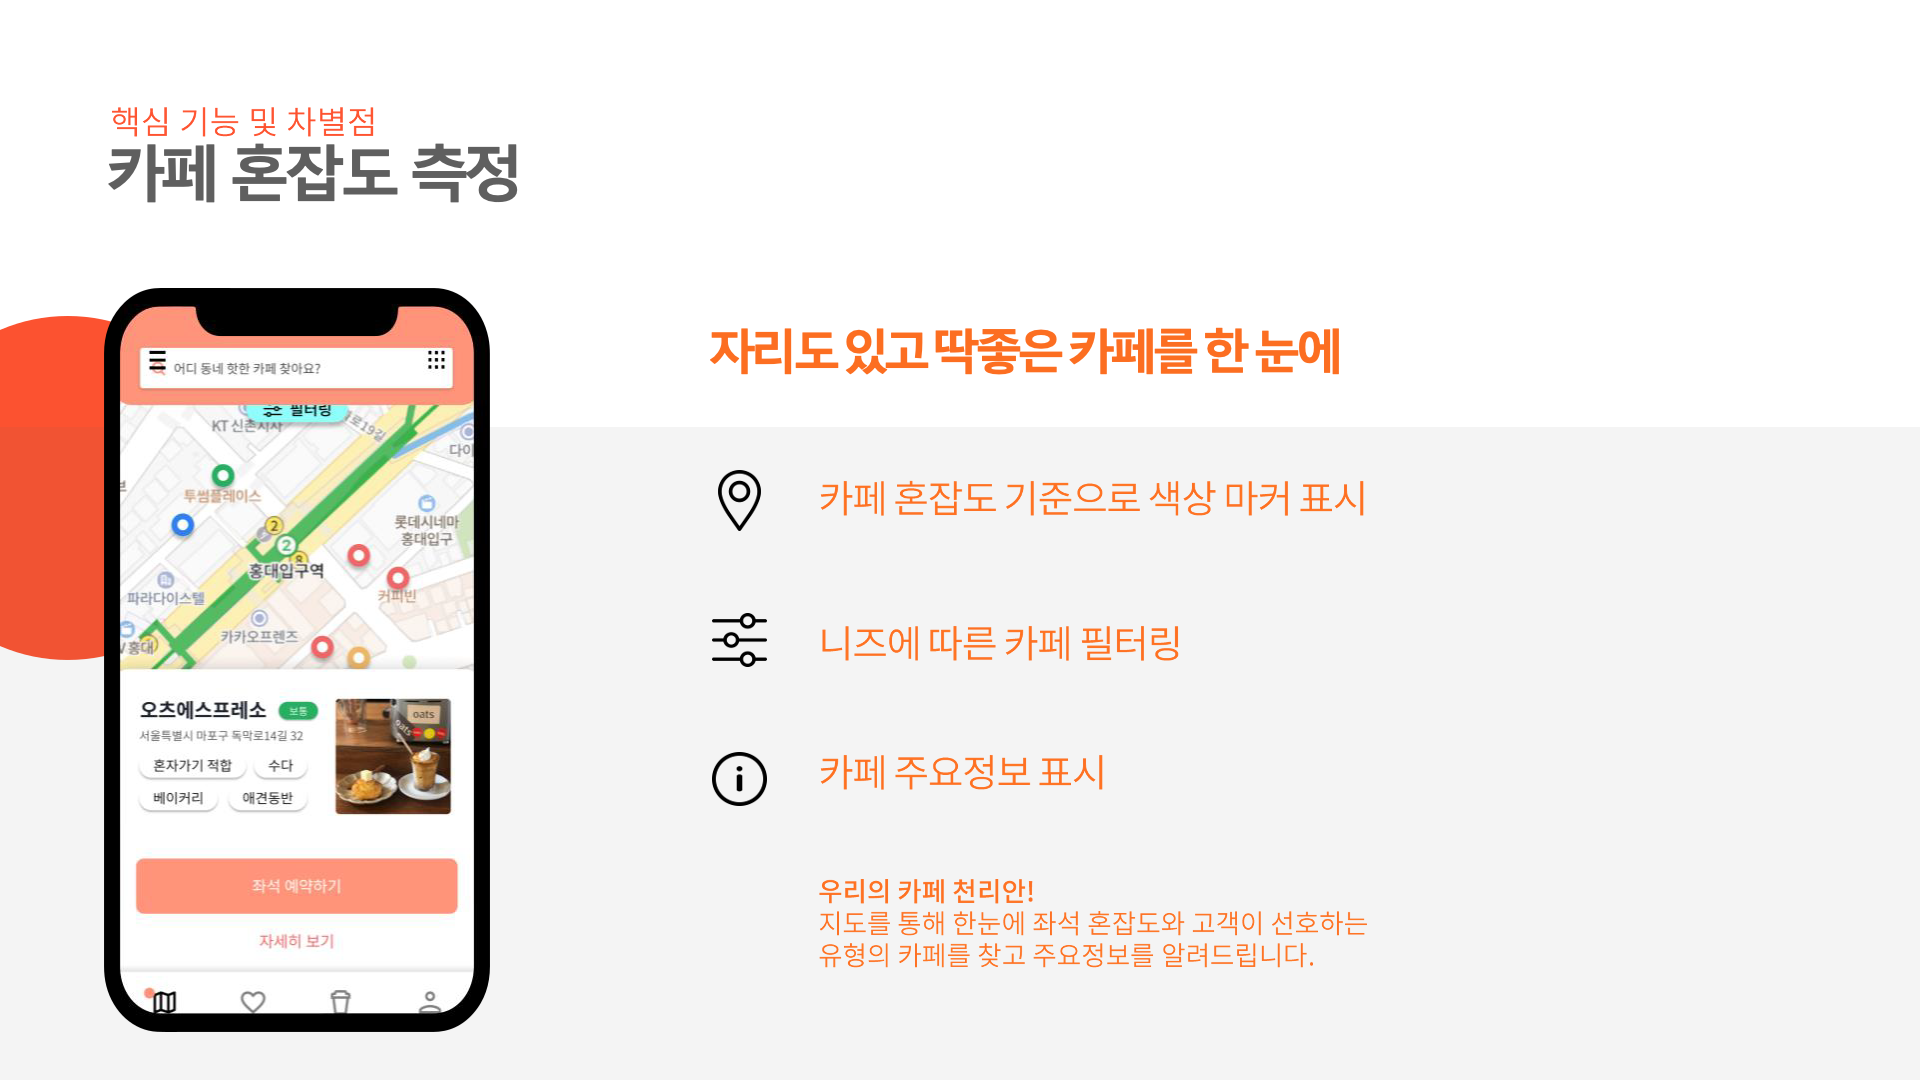 핵심 기능 및 차별점
카페 혼잡도 측정
어디 동네 핫한 카페 찾아요?
필터링
KT 신촌지사
로19길
다이
투썸플레이스
롯데시네마
홍대입구
2
2
8
홍대입구역
파라다이스텔
커피빈
카카오프렌즈
V홍대
오츠에스프레소
보통
서울특별시 마포구 독막로14길 32
혼자가기 적합
수다
베이커리
애견동반
oats
oats
좌석 예약하기
자세히 보기
자리도 있고 딱좋은 카페를 한 눈에
카페 혼잡도 기준으로 색상 마커 표시
니즈에 따른 카페 필터링
카페 주요정보 표시
우리의 카페 천리안!
지도를 통해 한눈에 좌석 혼잡도와 고객이 선호하는
유형의 카페를 찾고 주요정보를 알려드립니다.